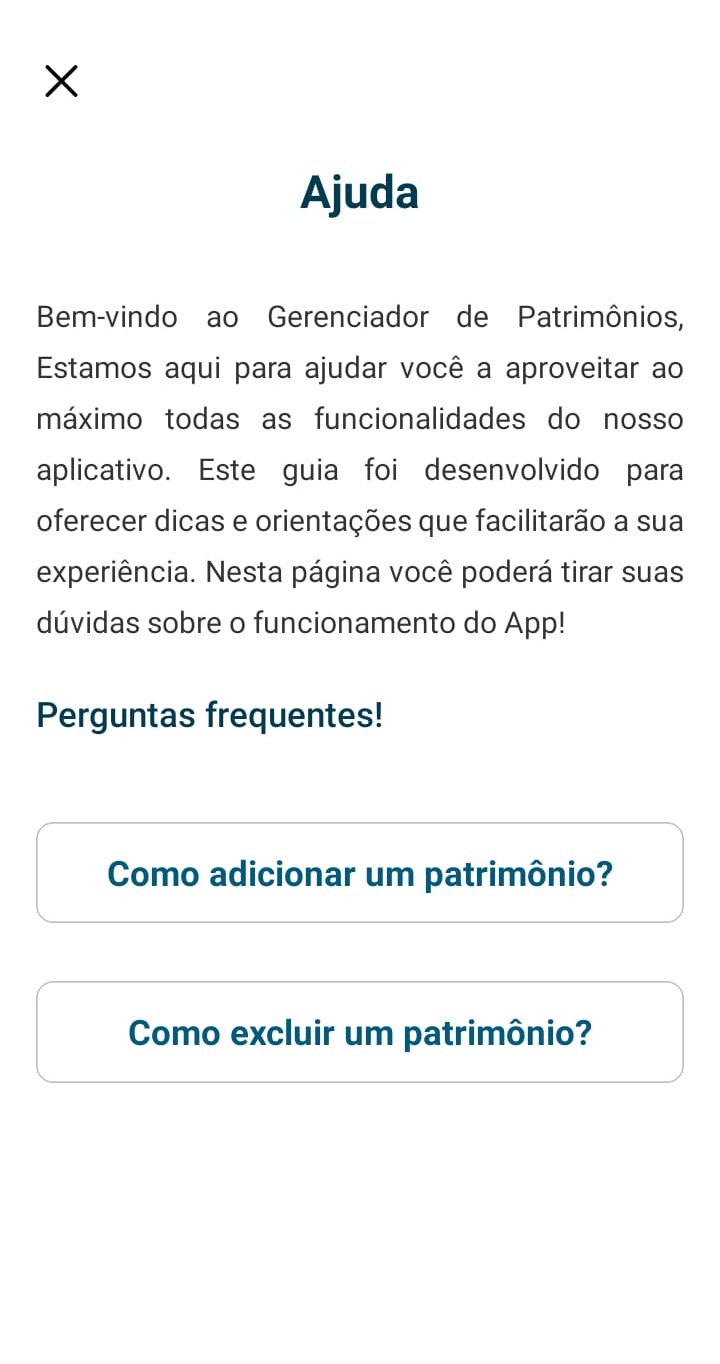 Ajuda
Bem-vindo ao Gerenciador de Patrimônios,
Estamos aqui para ajudar você a aproveitar ao
máximo todas as funcionalidades do nosso
aplicativo. Este guia foi desenvolvido para
oferecer dicas e orientações que facilitarão a sua
experiência. Nesta página você poderá tirar suas
dúvidas sobre o funcionamento do App!
Perguntas frequentes!
Como adicionar um patrimônio?
Como excluir um patrimônio?